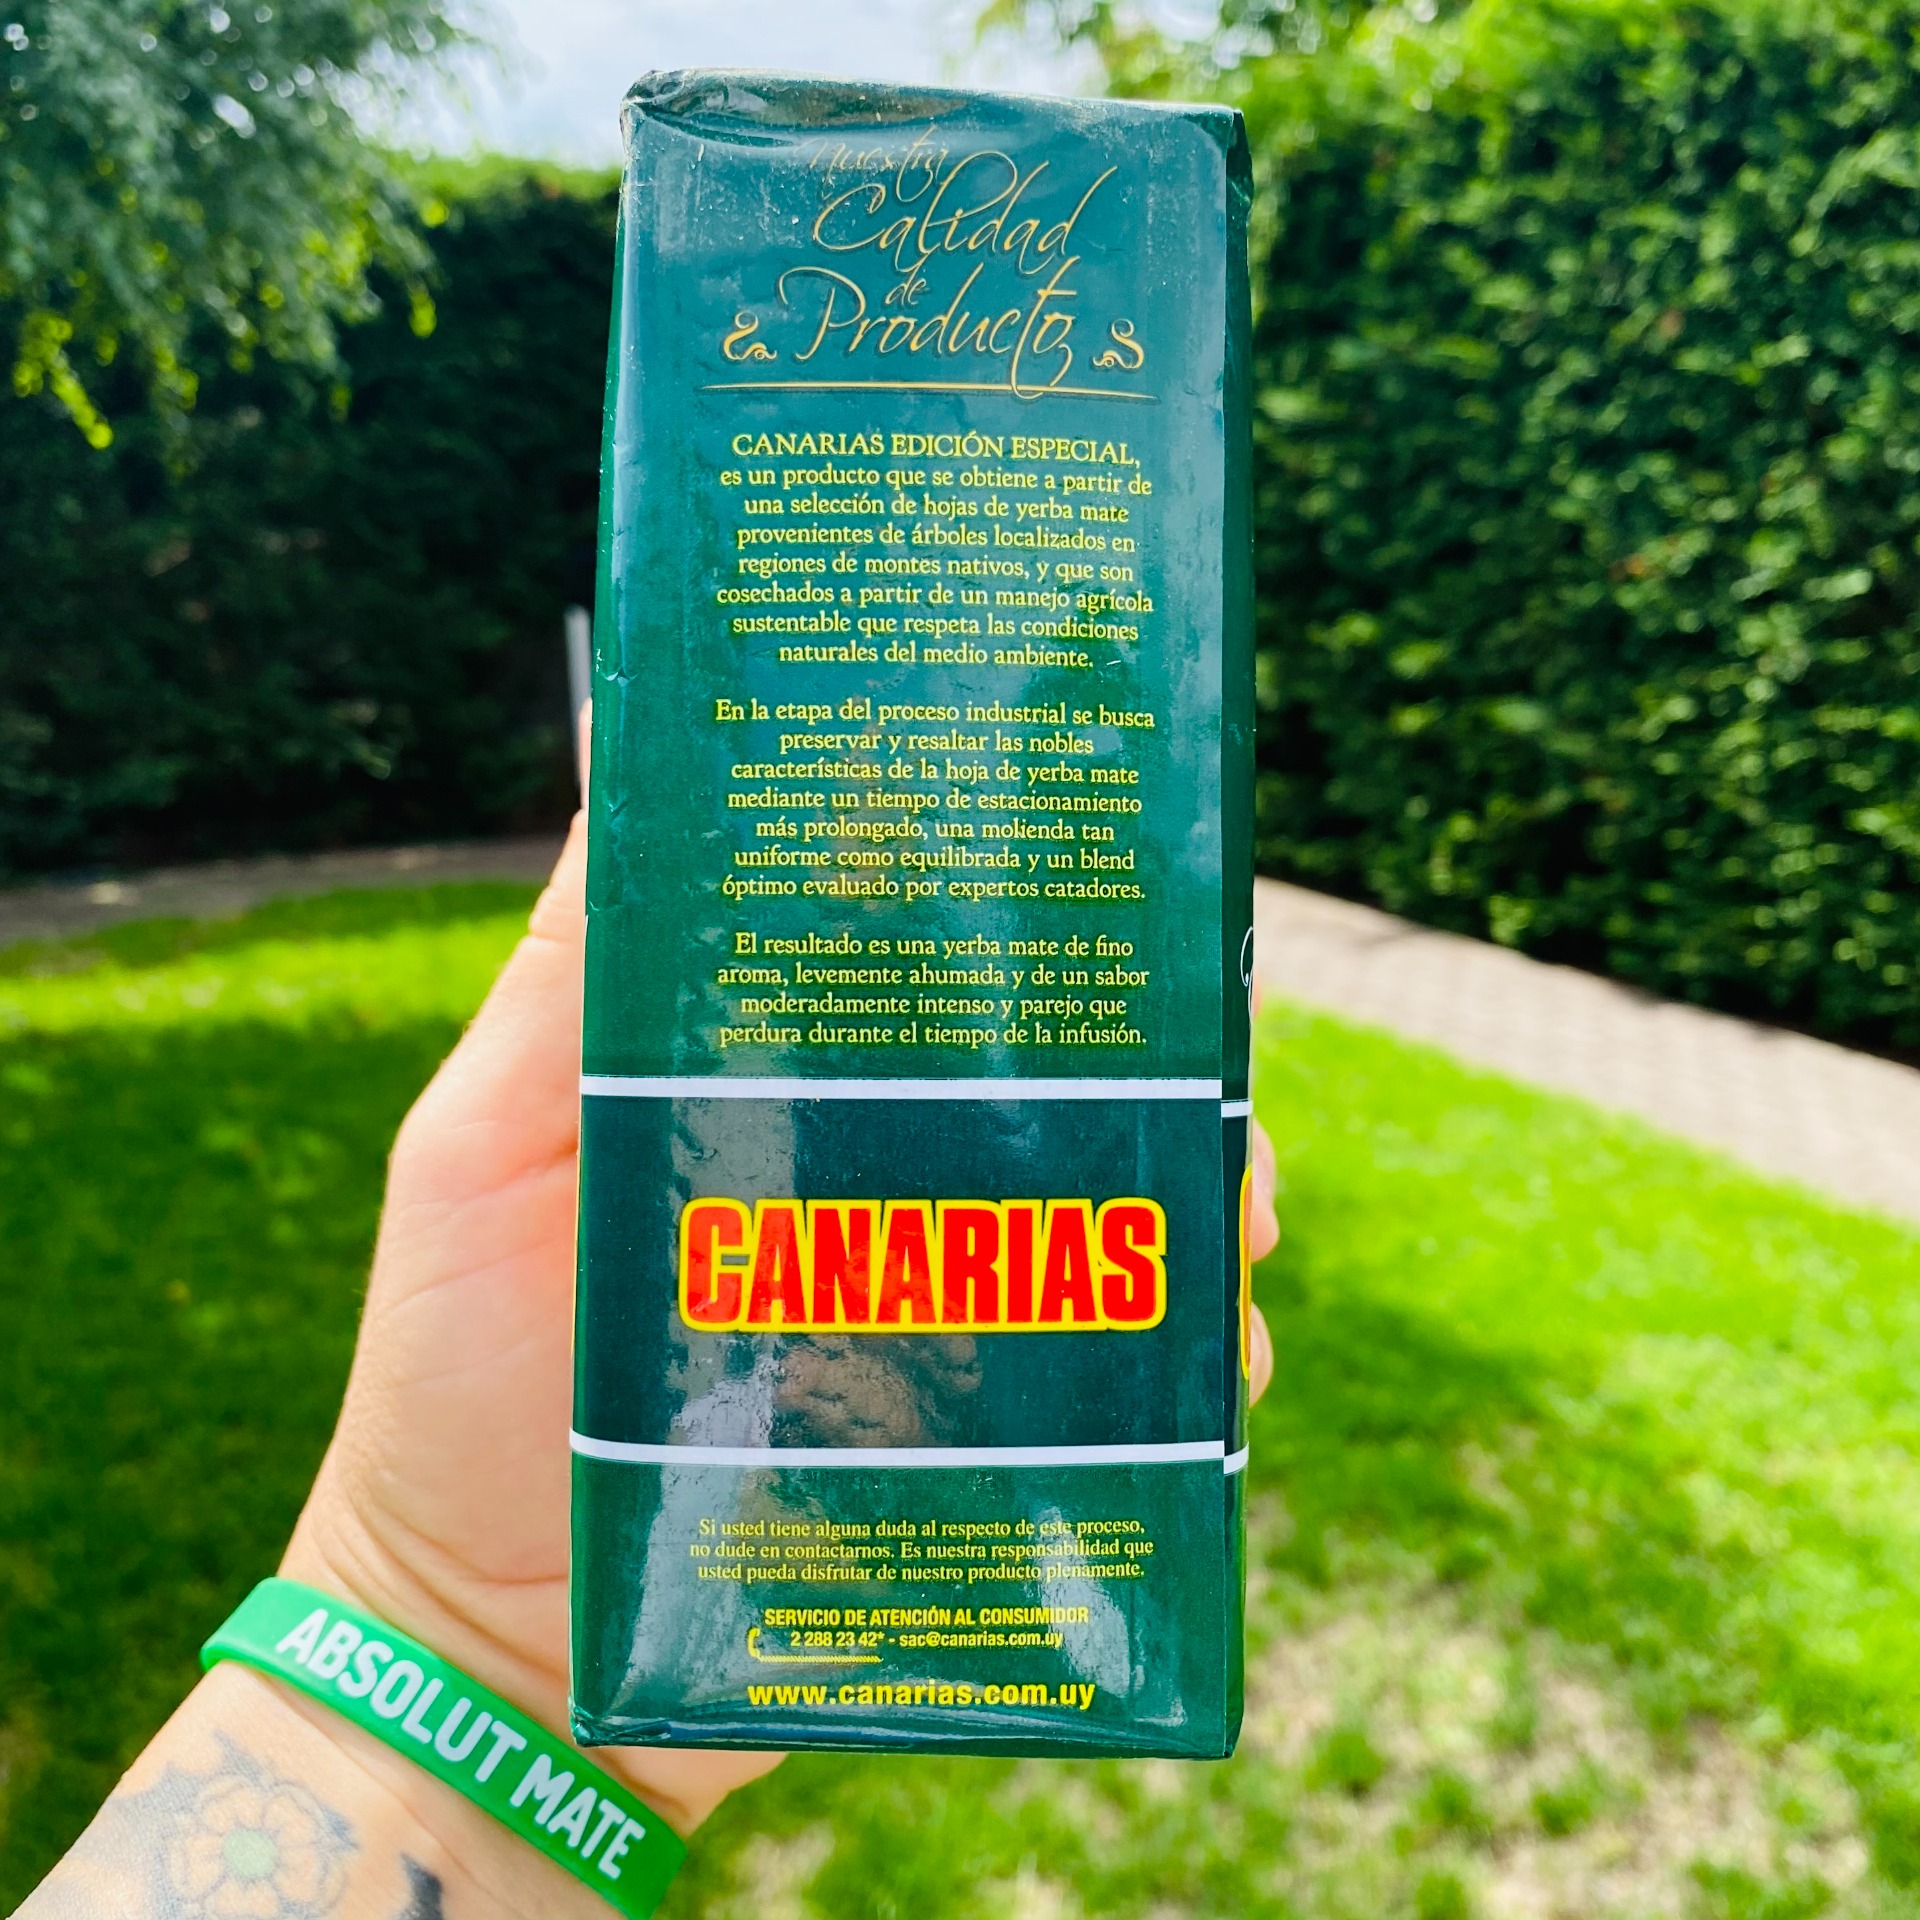 Nuestra
Calidad
de
Producto
CANARIAS EDICIÓN ESPECIAL,
es un producto que se obtiene a partir de
una selección de hojas de yerba mate
provenientes de árboles localizados en
regiones de montes nativos, y que son
cosechados a partir de un manejo agrícola
sustentable que respeta las condiciones
naturales del medio ambiente.
En la etapa del proceso industrial se busca
preservar y resaltar las nobles
características de la hoja de yerba mate
mediante un tiempo de estacionamiento
más prolongado, una molienda tan
uniforme como equilibrada y un blend
óptimo evaluado por expertos catadores.
El resultado es una yerba mate de fino
aroma, levemente ahumada y de un sabor
moderadamente intenso y parejo que
perdura durante el tiempo de la infusión.
CANARIAS
Si usted tiene alguna duda al respecto de este proceso,
no dude en contactarnos. Es nuestra responsabilidad que
usted pueda disfrutar de nuestro producto plenamente.
SERVICIO DE ATENCIÓN AL CONSUMIDOR
2 288 23 42* - sac@canarias.com.uy
www.canarias.com.uy
ABSOLUT MATE